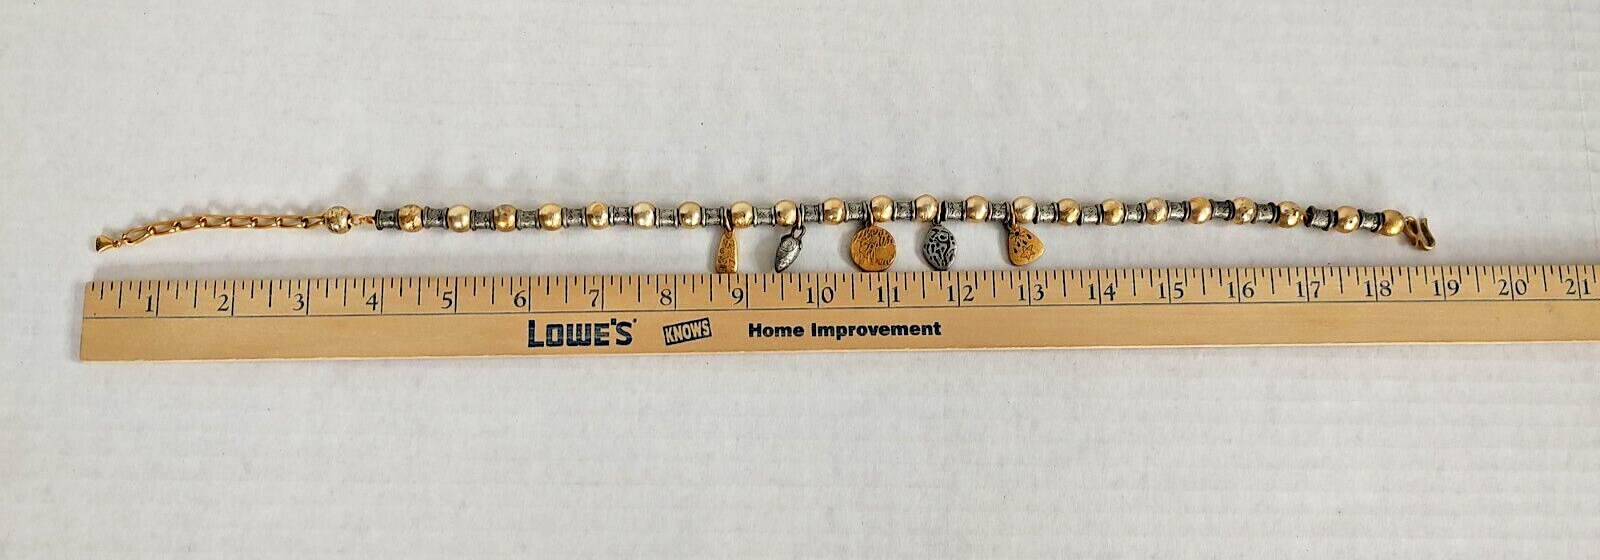 1 2 3 4 5 6 7 8 9 10 11 12 13 14 15 16 17 18 19 20 21
LOWE'S KNOWS Home Improvement